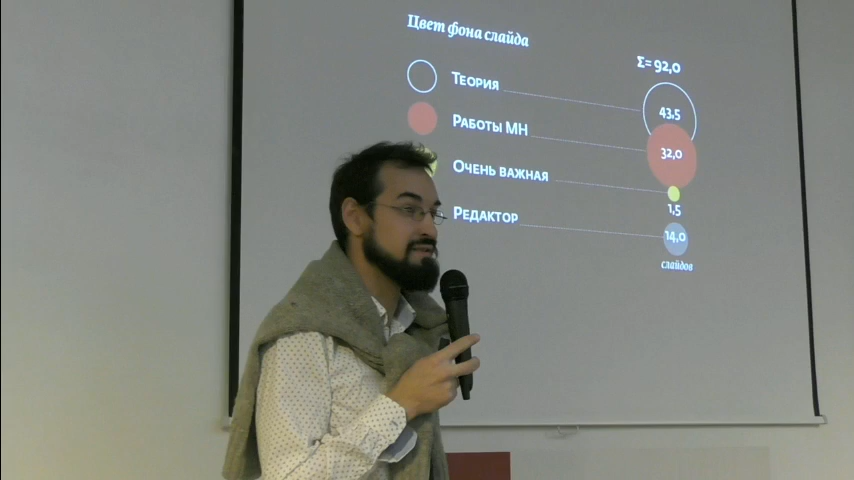 Цвет фона слайда
Σ= 92,0
Теория 43,5
Работы МН 32,0
Очень важная 1,5
Редактор 14,0
слайдов